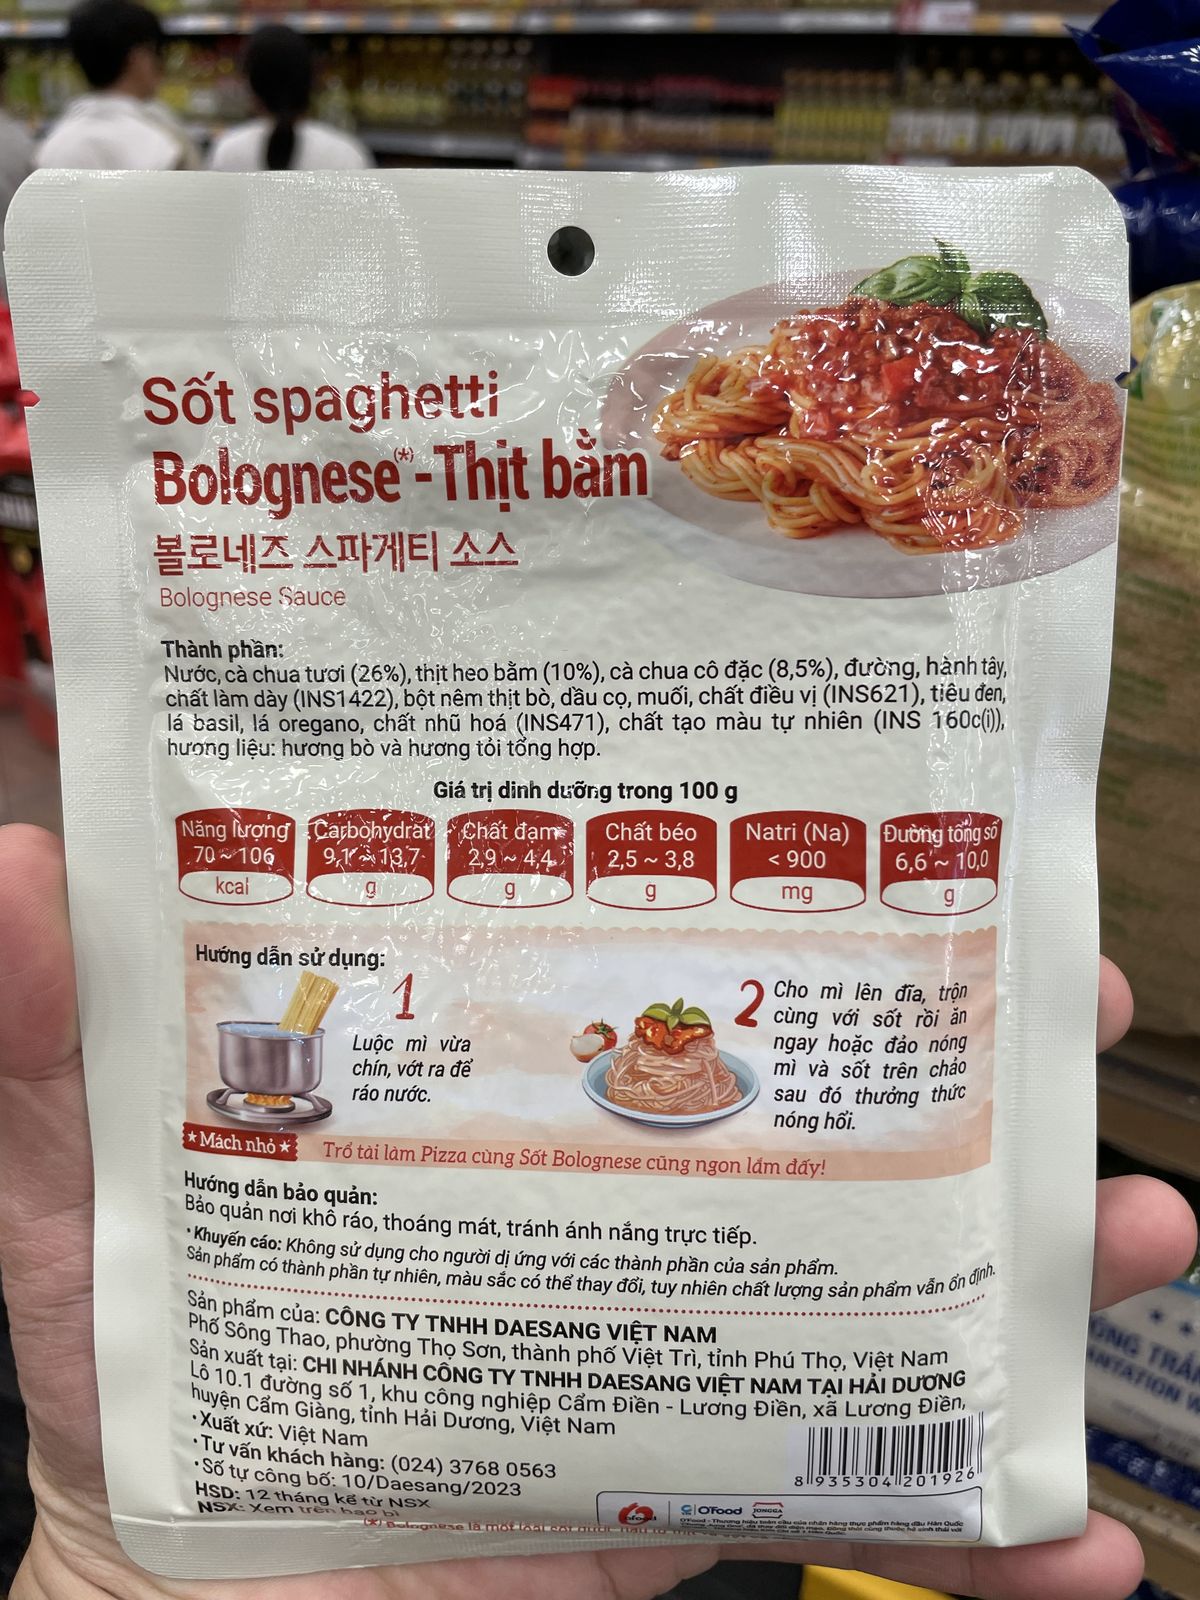 Sốt spaghetti
Bolognese(*)-Thịt bằm
볼로네즈 스파게티 소스
Bolognese Sauce
Thành phần:
Nước, cà chua tươi (26%), thịt heo bằm (10%), cà chua cô đặc (8,5%), đường, hành tây,
chất làm dày (INS1422), bột nêm thịt bò, dầu cọ, muối, chất điều vị (INS621), tiêu đen,
lá basil, lá oregano, chất nhũ hoá (INS471), chất tạo màu tự nhiên (INS 160c(i)),
hương liệu: hương bò và hương tỏi tổng hợp.
Giá trị dinh dưỡng trong 100 g
Năng lượng 70 ~ 106 kcal
Carbohydrat 9,1 ~ 13,7 g
Chất đạm 2,9 ~ 4,4 g
Chất béo 2,5 ~ 3,8 g
Natri (Na) < 900 mg
Đường tổng số 6,6 ~ 10,0 g
Hướng dẫn sử dụng:
1
Luộc mì vừa
chín, vớt ra để
ráo nước.
2
Cho mì lên đĩa, trộn
cùng với sốt rồi ăn
ngay hoặc đảo nóng
mì và sốt trên chảo
sau đó thưởng thức
nóng hổi.
★ Mách nhỏ ★ Trổ tài làm Pizza cùng Sốt Bolognese cũng ngon lắm đấy!
Hướng dẫn bảo quản:
Bảo quản nơi khô ráo, thoáng mát, tránh ánh nắng trực tiếp.
• Khuyến cáo: Không sử dụng cho người dị ứng với các thành phần của sản phẩm.
Sản phẩm có thành phần tự nhiên, màu sắc có thể thay đổi, tuy nhiên chất lượng sản phẩm vẫn ổn định.
Sản phẩm của: CÔNG TY TNHH DAESANG VIỆT NAM
Phố Sông Thao, phường Thọ Sơn, thành phố Việt Trì, tỉnh Phú Thọ, Việt Nam
Sản xuất tại: CHI NHÁNH CÔNG TY TNHH DAESANG VIỆT NAM TẠI HẢI DƯƠNG
Lô 10.1 đường số 1, khu công nghiệp Cẩm Điền - Lương Điền, xã Lương Điền,
huyện Cẩm Giàng, tỉnh Hải Dương, Việt Nam
• Xuất xứ: Việt Nam
• Tư vấn khách hàng: (024) 3768 0563
• Số tự công bố: 10/Daesang/2023
HSD: 12 tháng kể từ NSX
NSX: Xem trên bao bì
8 935304 201926
O'Food JONGGA
(*) Bolognese là một loại sốt